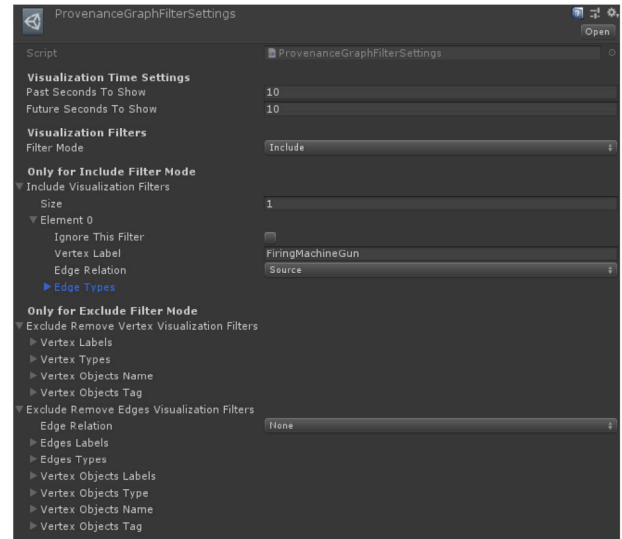 ProvenanceGraphFilterSettings
Open
Script ProvenanceGraphFilterSettings
Visualization Time Settings
Past Seconds To Show 10
Future Seconds To Show 10
Visualization Filters
Filter Mode Include
Only for Include Filter Mode
Include Visualization Filters
Size 1
Element 0
Ignore This Filter
Vertex Label FiringMachineGun
Edge Relation Source
Edge Types
Only for Exclude Filter Mode
Exclude Remove Vertex Visualization Filters
Vertex Labels
Vertex Types
Vertex Objects Name
Vertex Objects Tag
Exclude Remove Edges Visualization Filters
Edge Relation None
Edges Labels
Edges Types
Vertex Objects Labels
Vertex Objects Type
Vertex Objects Name
Vertex Objects Tag